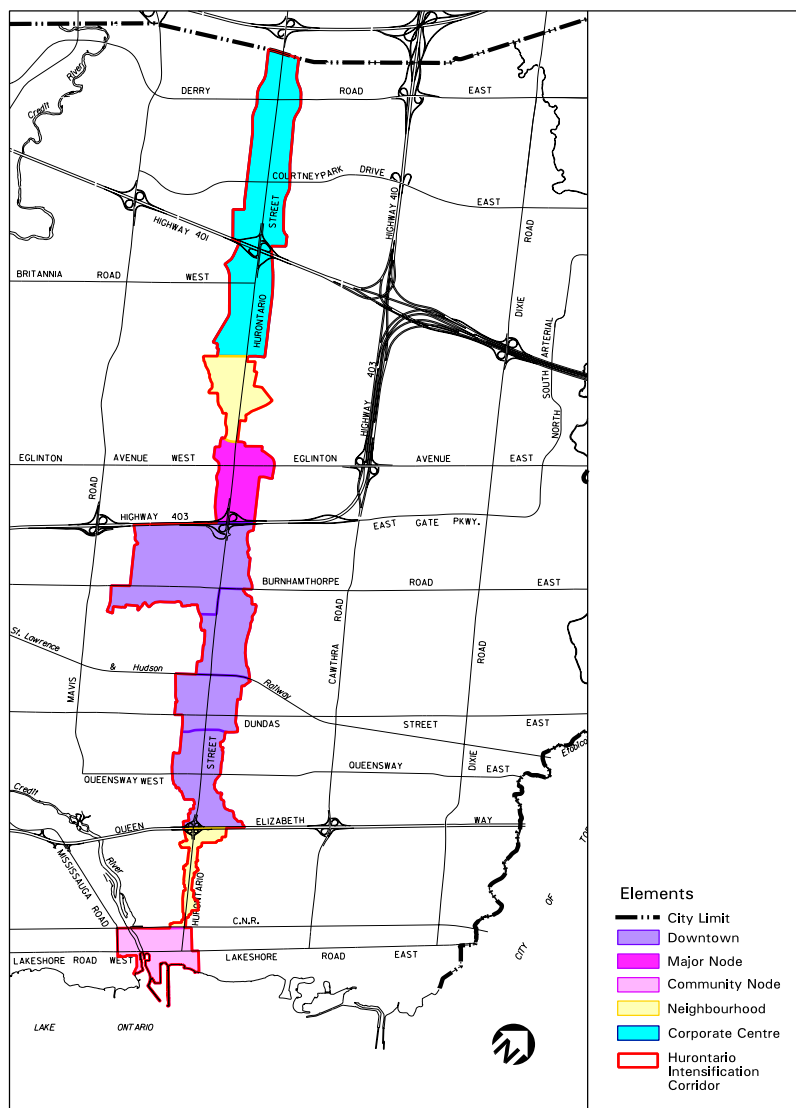 River
Credit
DERRY ROAD EAST
COURTNEYPARK DRIVE EAST
HIGHWAY 410
HIGHWAY 401
STREET
ROAD
BRITANNIA ROAD WEST
HURONTARIO
DIXIE
SOUTH ARTERIAL
403
HIGHWAY
NORTH
EGLINTON AVENUE WEST EGLINTON AVENUE EAST
ROAD
HIGHWAY 403
EAST GATE PKWY.
BURNHAMTHORPE ROAD EAST
ROAD
St. Lawrence & Hudson Railway
CAWTHRA
ROAD
MAVIS
DUNDAS STREET EAST
STREET
DIXIE
QUEENSWAY WEST QUEENSWAY EAST
Credit
River
QUEEN ELIZABETH WAY
MISSISSAUGA ROAD
HURONTARIO
C.N.R.
CITY OF
LAKESHORE ROAD WEST LAKESHORE ROAD EAST
LAKE ONTARIO
N
Elements
City Limit
Downtown
Major Node
Community Node
Neighbourhood
Corporate Centre
Hurontario
Intensification
Corridor